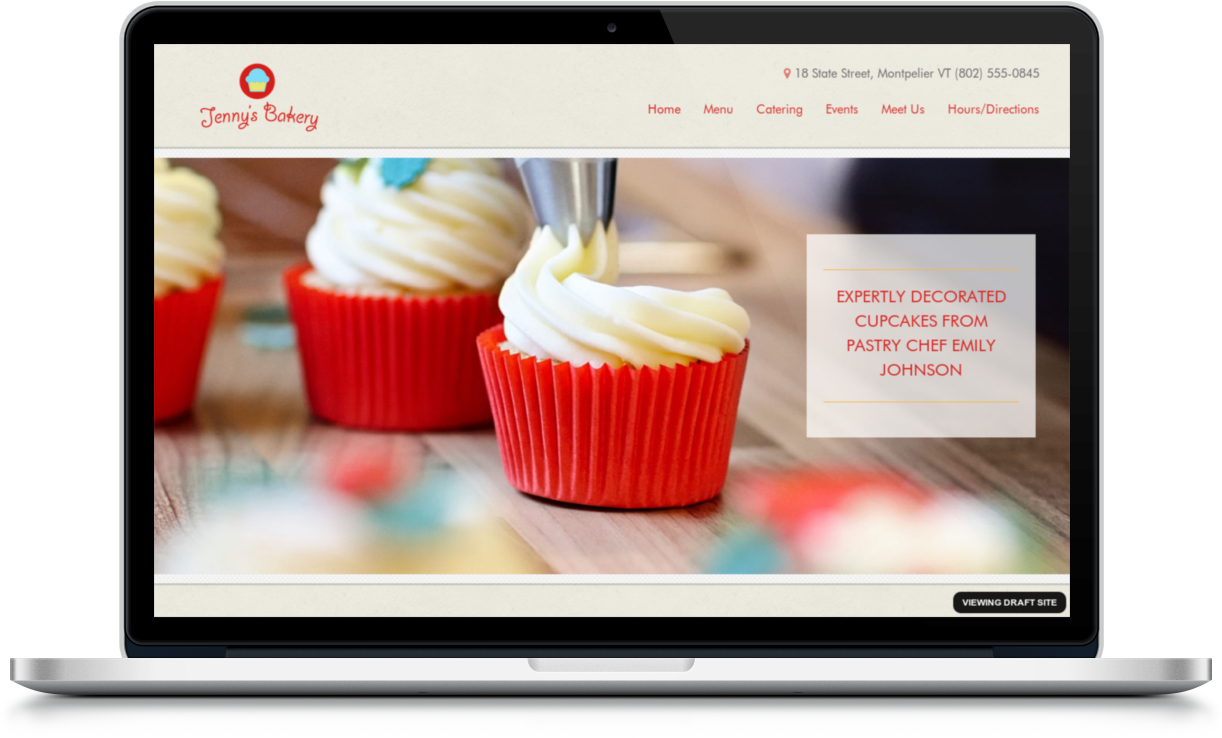 18 State Street, Montpelier VT (802) 555-0845
Jenny's Bakery
Home Menu Catering Events Meet Us Hours/Directions
EXPERTLY DECORATED
CUPCAKES FROM
PASTRY CHEF EMILY
JOHNSON
VIEWING DRAFT SITE